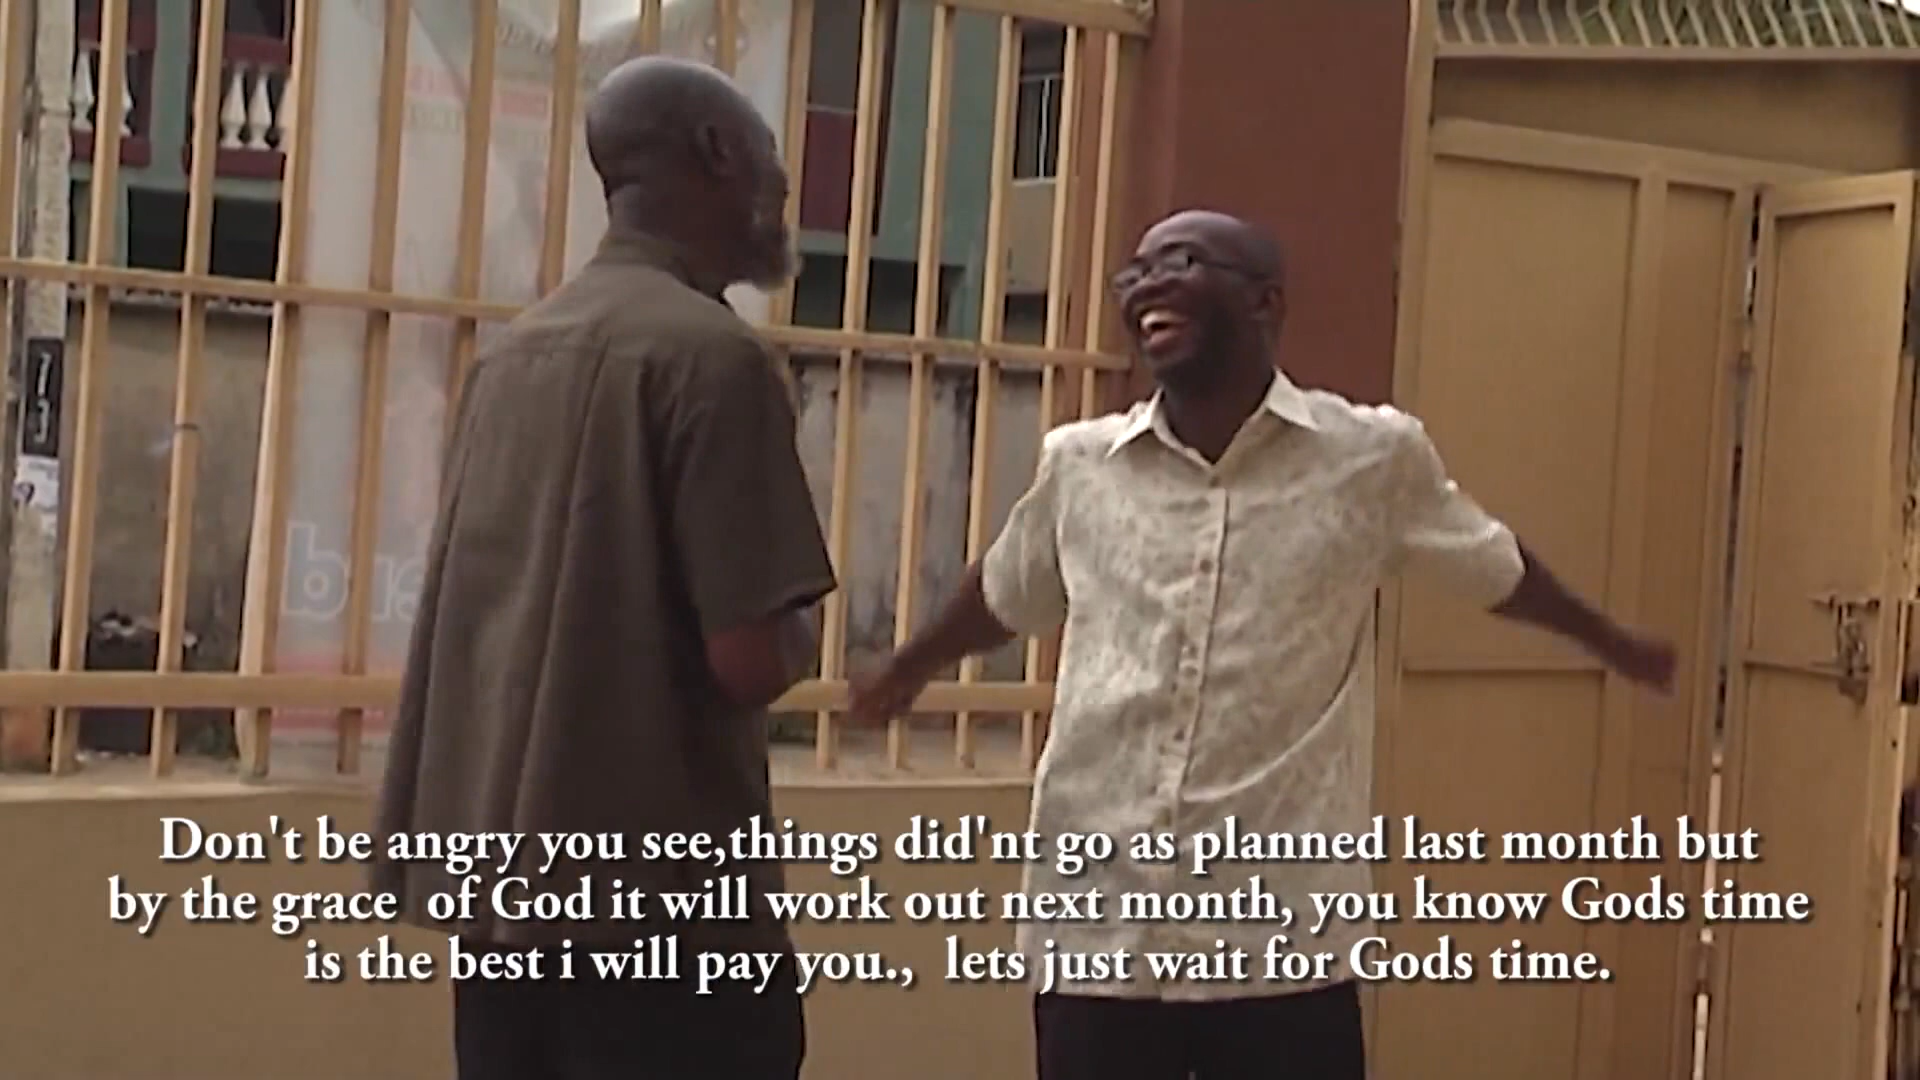 73
Don't be angry you see,things did'nt go as planned last month but
by the grace  of God it will work out next month, you know Gods time
is the best i will pay you.,  lets just wait for Gods time.